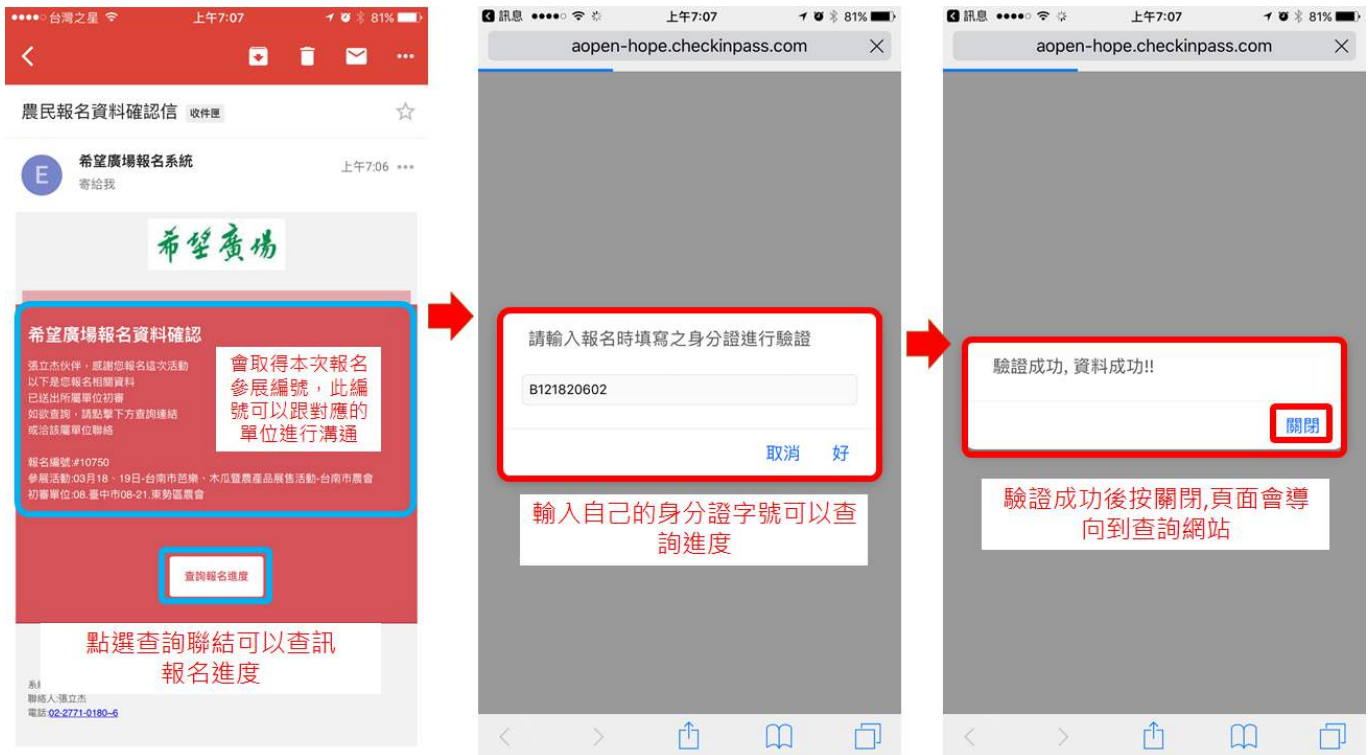 台灣之星
上午7:07
81%
農民報名資料確認信 收件匣
E
希望廣場報名系統
上午7:06
寄給我
希望廣場
希望廣場報名資料確認
張立杰伙伴，感謝您報名這次活動
以下是您報名相關資料
已送出所屬單位初審
如欲查詢，請點擊下方查詢連結
或洽該屬單位聯絡
會取得本次報名
參展編號，此編
號可以跟對應的
單位進行溝通
報名編號:#10750
參展活動:03月18、19日-台南市芭樂、木瓜暨農產品展售活動-台南市農會
初審單位:08.臺中市08-21.東勢區農會
查詢報名進度
點選查詢聯結可以查訊
報名進度
聯絡人:張立杰
電話:02-2771-0180~6
訊息
上午7:07
81%
aopen-hope.checkinpass.com
請輸入報名時填寫之身分證進行驗證
B121820602
取消 好
輸入自己的身分證字號可以查
詢進度
訊息
上午7:07
81%
aopen-hope.checkinpass.com
驗證成功, 資料成功!!
關閉
驗證成功後按關閉,頁面會導
向到查詢網站